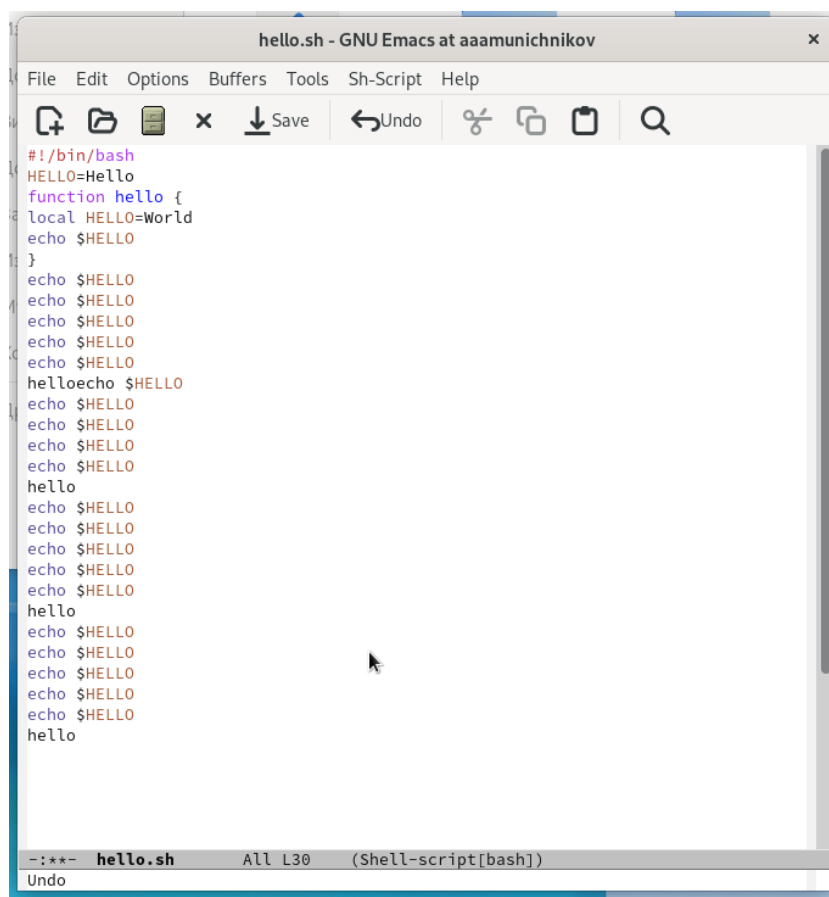 hello.sh - GNU Emacs at aaamunichnikov
File Edit Options Buffers Tools Sh-Script Help
Save Undo
#!/bin/bash
HELLO=Hello
function hello {
local HELLO=World
echo $HELLO
}
echo $HELLO
echo $HELLO
echo $HELLO
echo $HELLO
echo $HELLO
helloecho $HELLO
echo $HELLO
echo $HELLO
echo $HELLO
echo $HELLO
hello
echo $HELLO
echo $HELLO
echo $HELLO
echo $HELLO
echo $HELLO
hello
echo $HELLO
echo $HELLO
echo $HELLO
echo $HELLO
echo $HELLO
hello
-:**- hello.sh All L30 (Shell-script[bash])
Undo